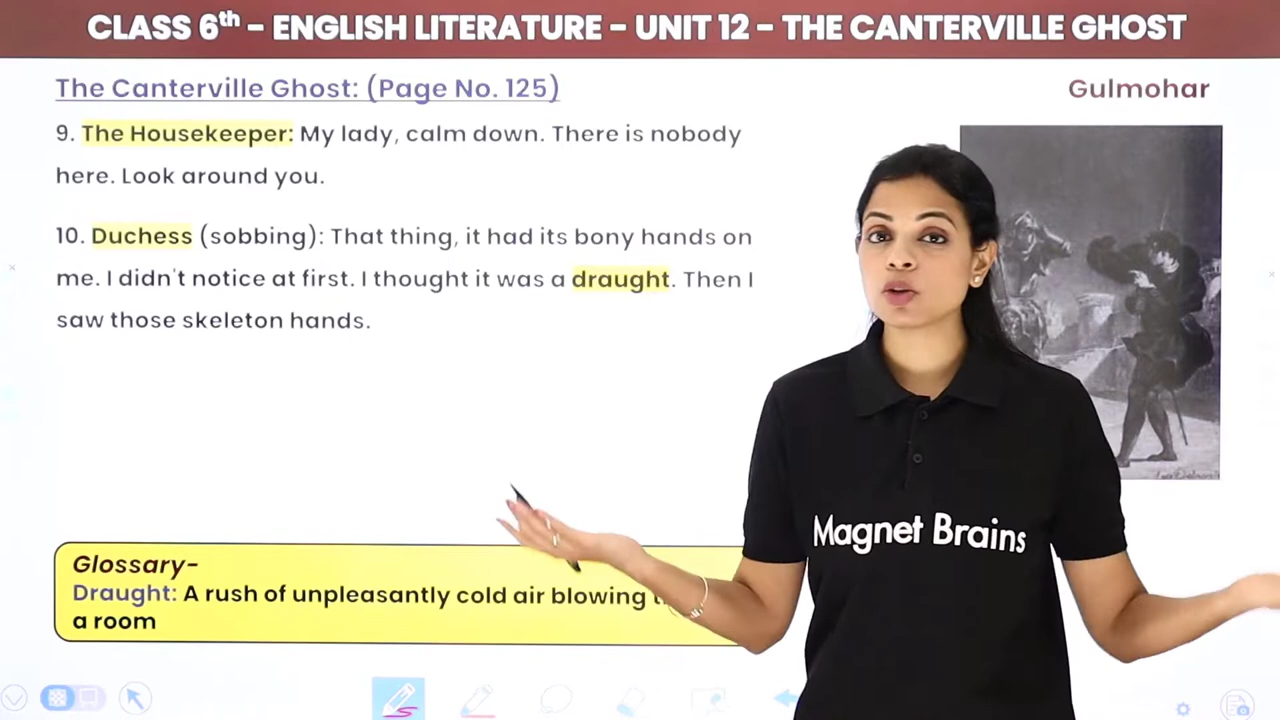 CLASS 6th - ENGLISH LITERATURE - UNIT 12 - THE CANTERVILLE GHOST
The Canterville Ghost: (Page No. 125)
Gulmohar
9. The Housekeeper: My lady, calm down. There is nobody
here. Look around you.
10. Duchess (sobbing): That thing, it had its bony hands on
me. I didn't notice at first. I thought it was a draught. Then I
saw those skeleton hands.
Magnet Brains
Glossary-
Draught: A rush of unpleasantly cold air blowing
a room